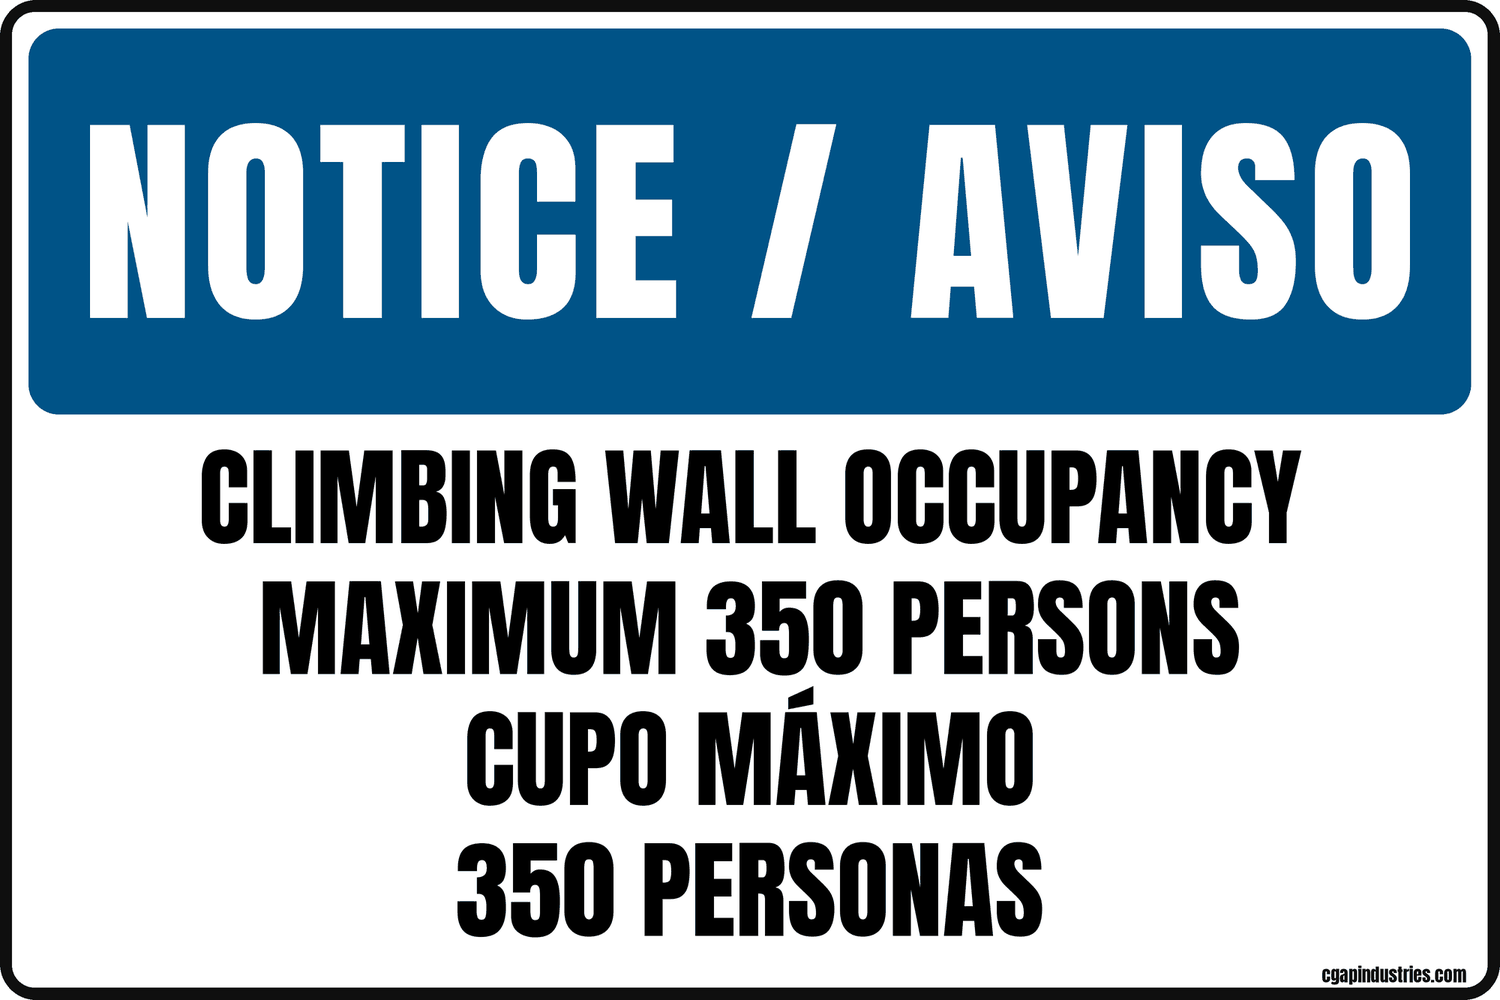 NOTICE / AVISO
CLIMBING WALL OCCUPANCY
MAXIMUM 350 PERSONS
CUPO MÁXIMO
350 PERSONAS
cgapindustries.com